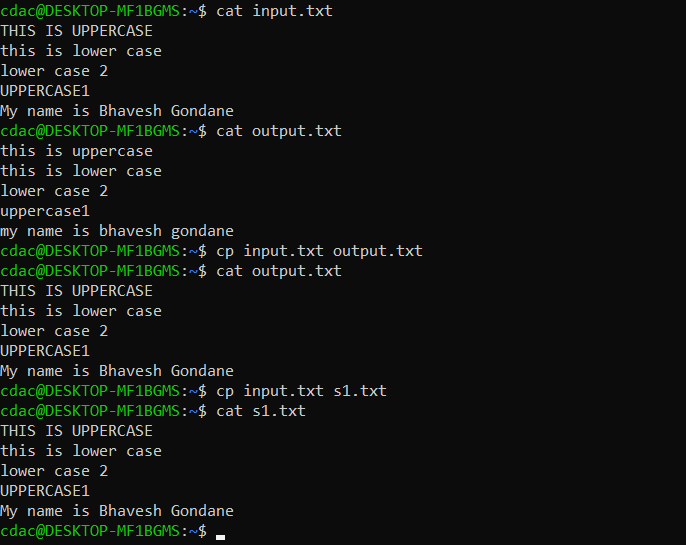 cdac@DESKTOP-MF1BGMS:~$ cat input.txt
THIS IS UPPERCASE
this is lower case
lower case 2
UPPERCASE1
My name is Bhavesh Gondane
cdac@DESKTOP-MF1BGMS:~$ cat output.txt
this is uppercase
this is lower case
lower case 2
uppercase1
my name is bhavesh gondane
cdac@DESKTOP-MF1BGMS:~$ cp input.txt output.txt
cdac@DESKTOP-MF1BGMS:~$ cat output.txt
THIS IS UPPERCASE
this is lower case
lower case 2
UPPERCASE1
My name is Bhavesh Gondane
cdac@DESKTOP-MF1BGMS:~$ cp input.txt s1.txt
cdac@DESKTOP-MF1BGMS:~$ cat s1.txt
THIS IS UPPERCASE
this is lower case
lower case 2
UPPERCASE1
My name is Bhavesh Gondane
cdac@DESKTOP-MF1BGMS:~$